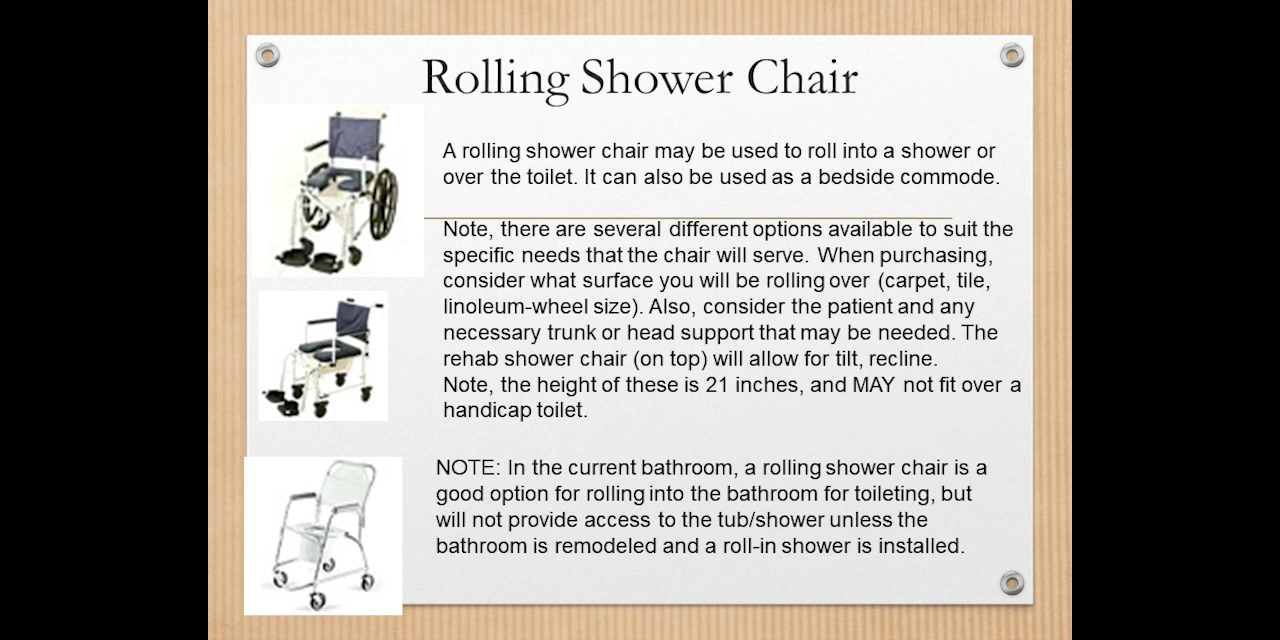 Rolling Shower Chair
A rolling shower chair may be used to roll into a shower or
over the toilet. It can also be used as a bedside commode.
Note, there are several different options available to suit the
specific needs that the chair will serve. When purchasing,
consider what surface you will be rolling over (carpet, tile,
linoleum-wheel size). Also, consider the patient and any
necessary trunk or head support that may be needed. The
rehab shower chair (on top) will allow for tilt, recline.
Note, the height of these is 21 inches, and MAY not fit over a
handicap toilet.
NOTE: In the current bathroom, a rolling shower chair is a
good option for rolling into the bathroom for toileting, but
will not provide access to the tub/shower unless the
bathroom is remodeled and a roll-in shower is installed.